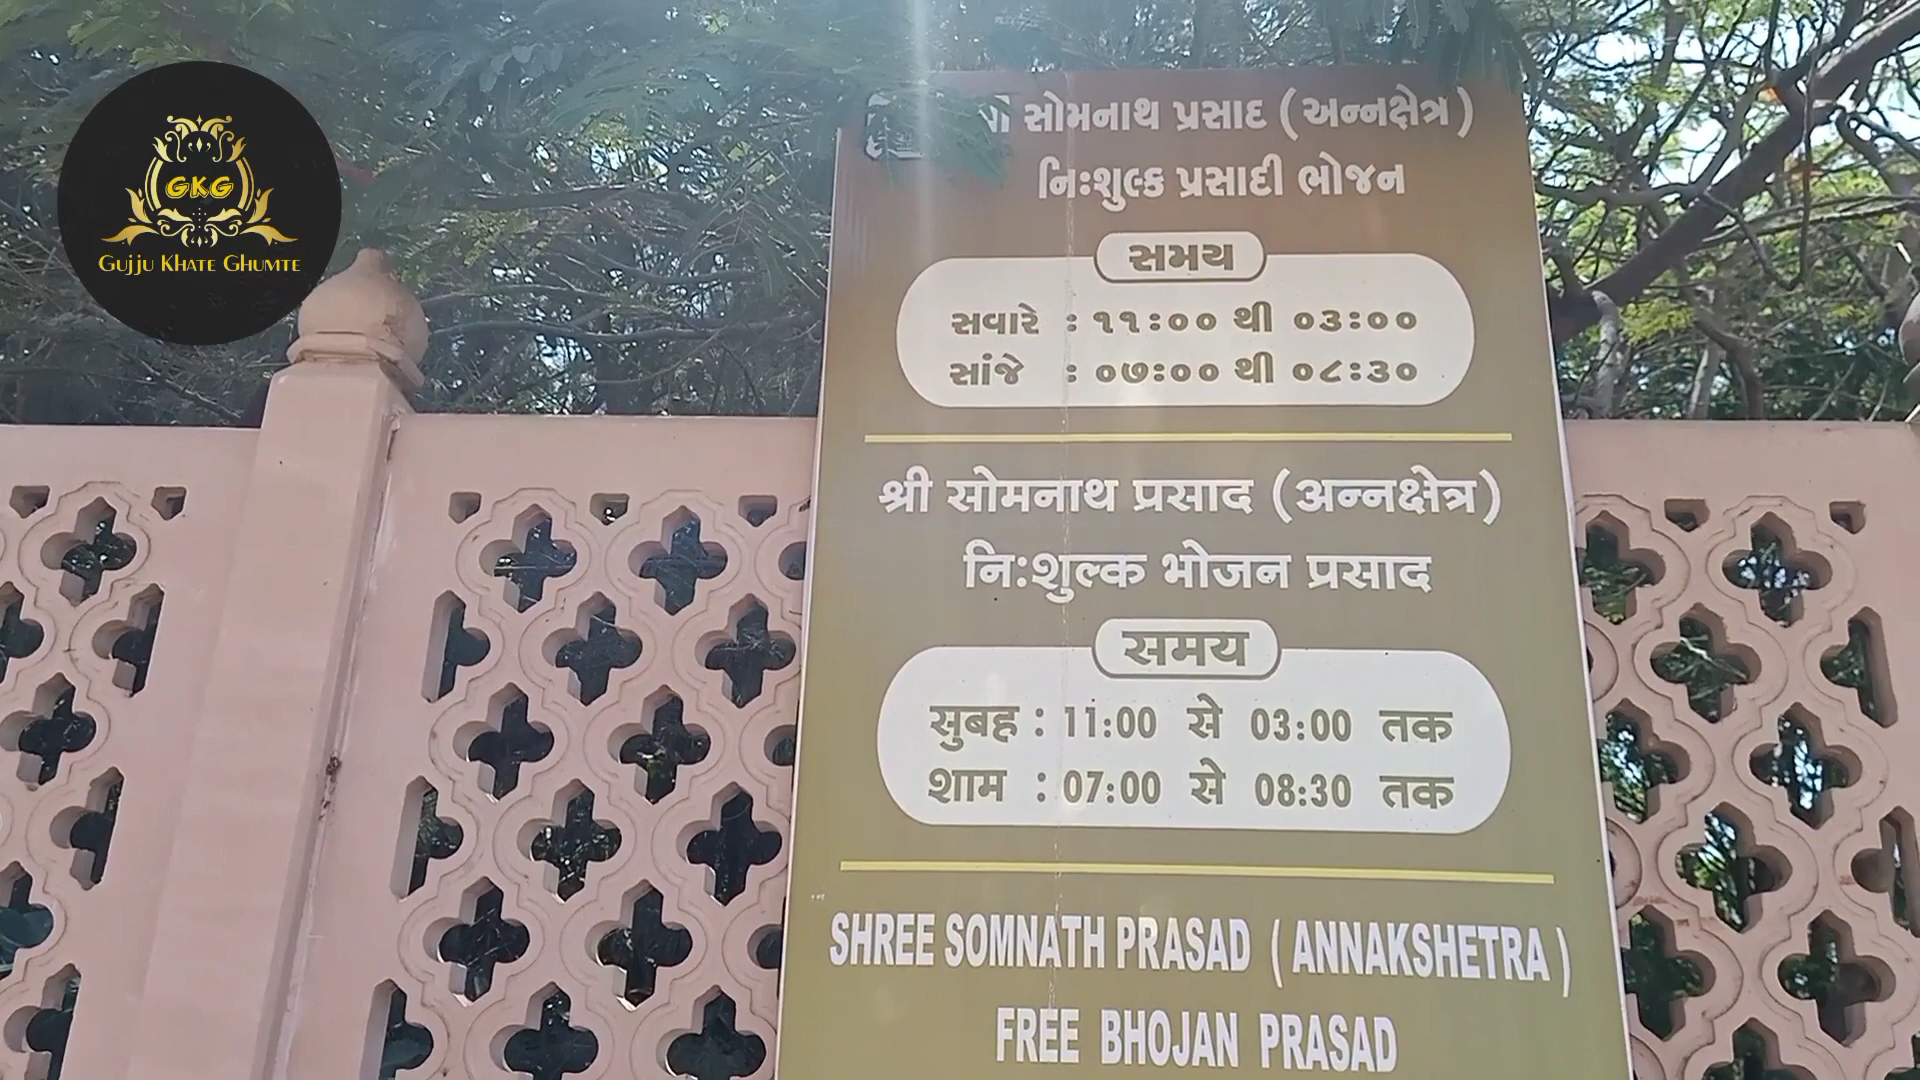 GKG
Gujju Khate Ghumte
સોમનાથ પ્રસાદ (અન્નક્ષેત્ર)
નિઃશુલ્ક પ્રસાદી ભોજન
સમય
સવારે : ૧૧:૦૦ થી ૦૩:૦૦
સાંજે : ૦૭:૦૦ થી ૦૮:૩૦
श्री सोमनाथ प्रसाद (अन्नक्षेत्र)
नि:शुल्क भोजन प्रसाद
समय
सुबह : 11:00 से 03:00 तक
शाम : 07:00 से 08:30 तक
SHREE SOMNATH PRASAD ( ANNAKSHETRA )
FREE BHOJAN PRASAD